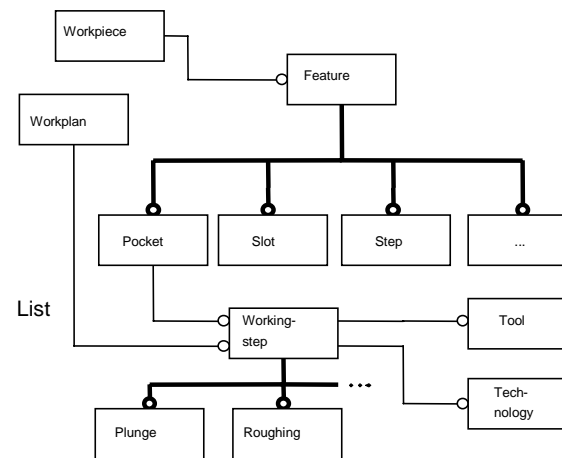 Workpiece
Feature
Workplan
Pocket
Slot
Step
...
List
Working-
step
Tool
...
Tech-
nology
Plunge
Roughing